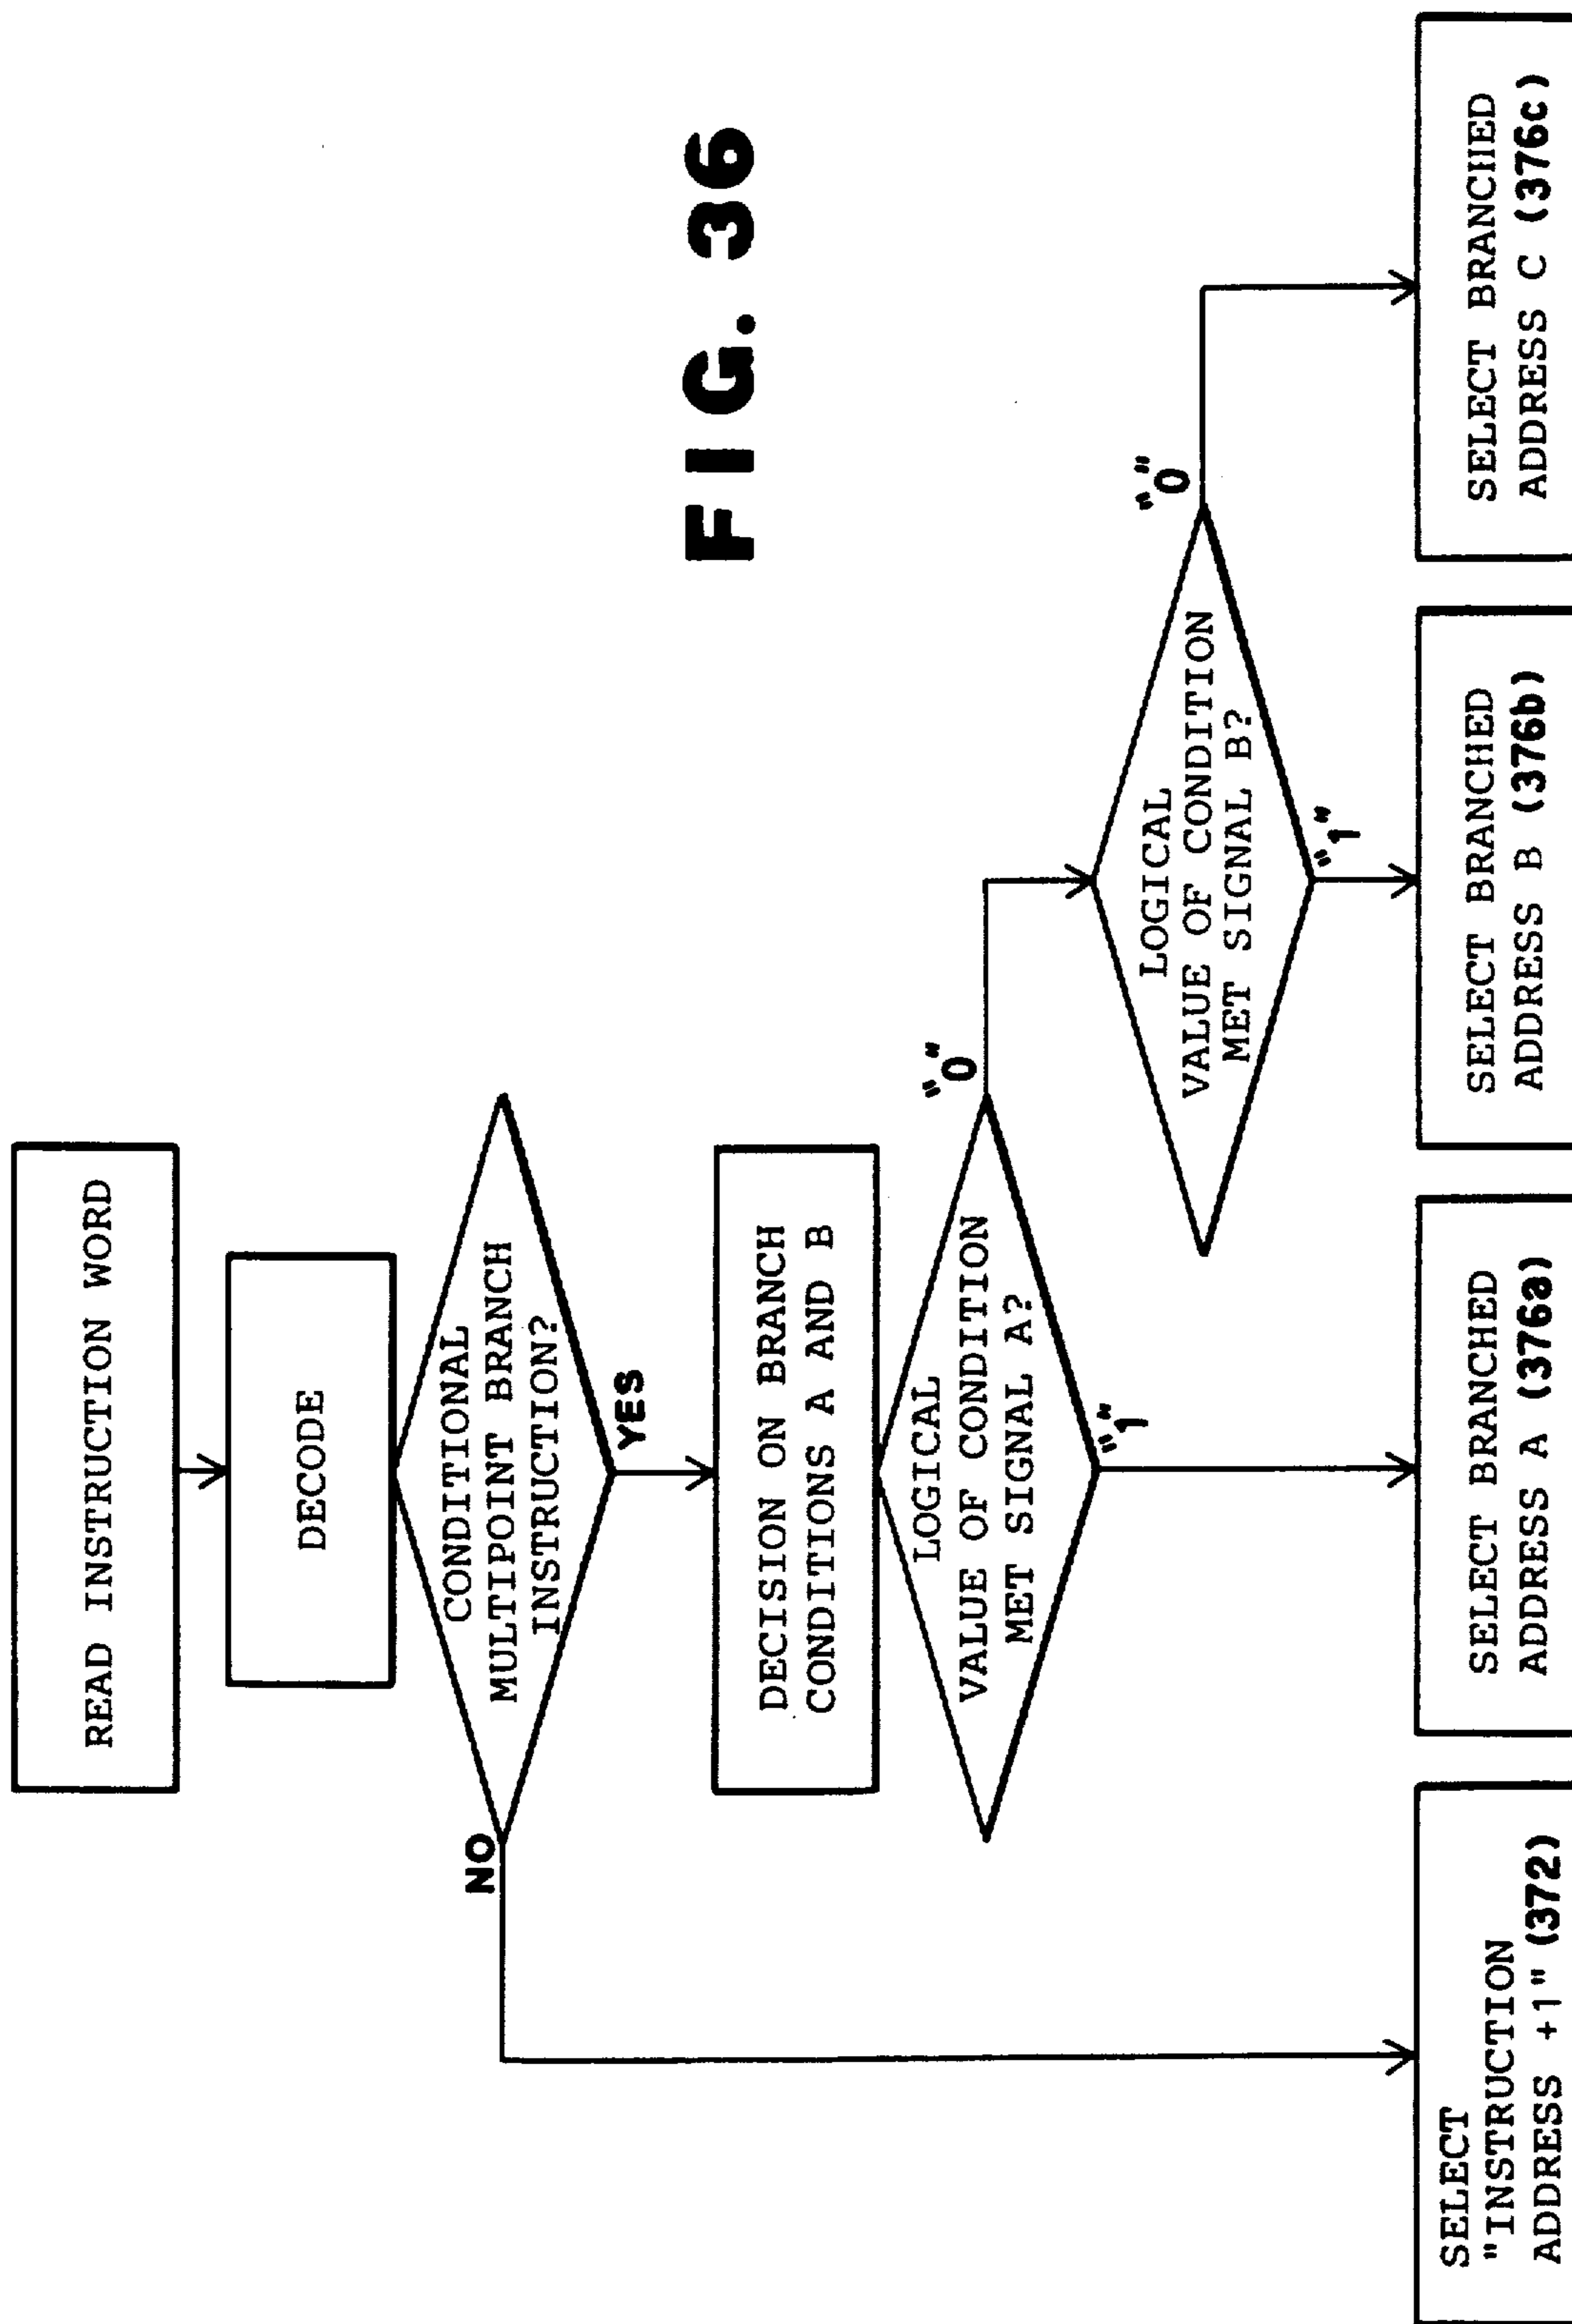 FIG. 36
READ INSTRUCTION WORD
DECODE
CONDITIONAL
MULTIPOINT BRANCH
INSTRUCTION?
NO
YES
DECISION ON BRANCH
CONDITIONS A AND B
LOGICAL
VALUE OF CONDITION
MET SIGNAL A?
"0"
"1"
LOGICAL
VALUE OF CONDITION
MET SIGNAL B?
"0"
"1"
SELECT
"INSTRUCTION
ADDRESS +1" (372)
SELECT BRANCHED
ADDRESS A (376a)
SELECT BRANCHED
ADDRESS B (376b)
SELECT BRANCHED
ADDRESS C (376c)